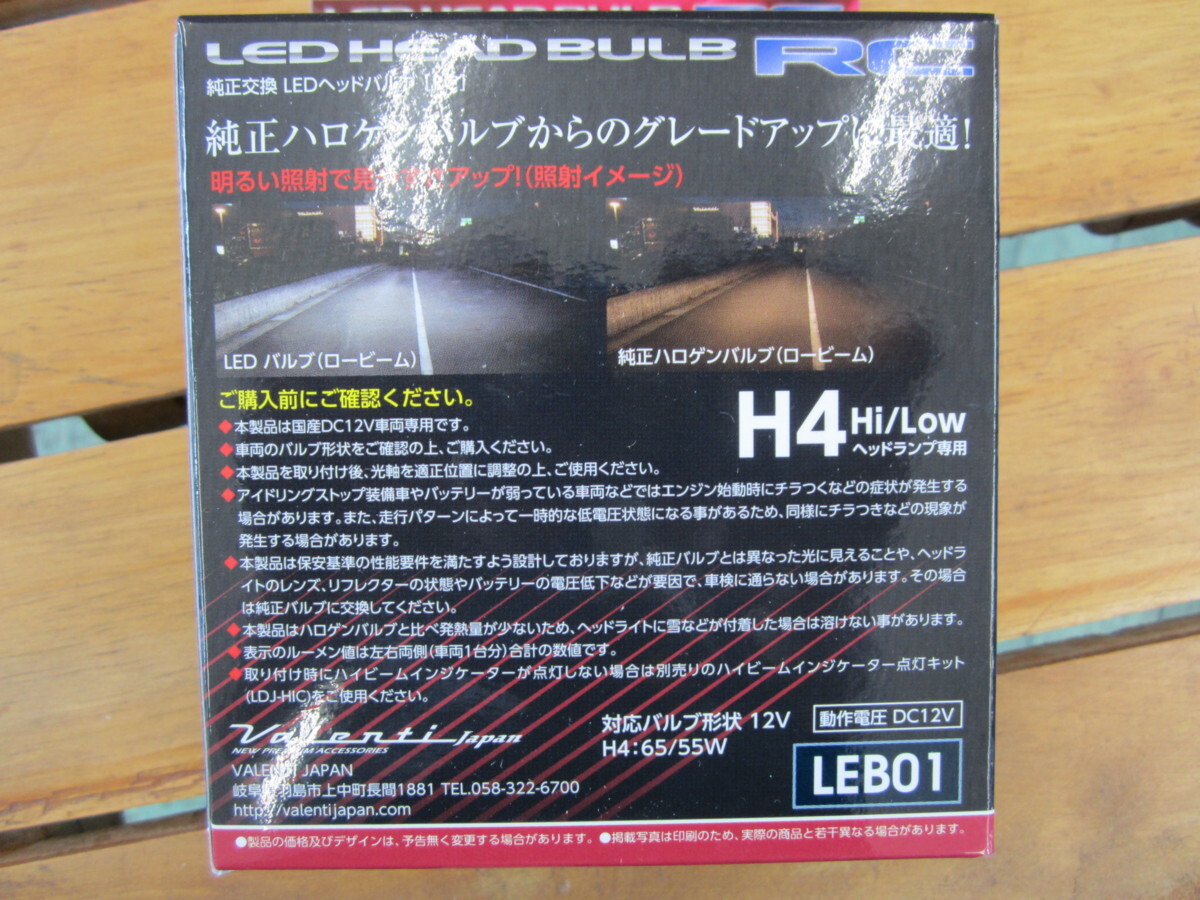 LED HEAD BULB RC
純正交換 LEDヘッドバル
純正ハロゲンバルブからのグレードアップに最適!
明るい照射で見 アップ!(照射イメージ)
LED バルブ(ロービーム)
純正ハロゲンバルブ(ロービーム)
ご購入前にご確認ください。
H4 Hi/Low
ヘッドランプ専用
◆本製品は国産DC12V車両専用です。
◆車両のバルブ形状をご確認の上、ご購入ください。
◆本製品を取り付け後、光軸を適正位置に調整の上、ご使用ください。
◆アイドリングストップ装備車やバッテリーが弱っている車両などではエンジン始動時にチラつくなどの症状が発生する
場合があります。また、走行パターンによって一時的な低電圧状態になる事があるため、同様にチラつきなどの現象が
発生する場合があります。
◆本製品は保安基準の性能要件を満たすよう設計しておりますが、純正バルブとは異なった光に見えることや、ヘッドラ
イトのレンズ、リフレクターの状態やバッテリーの電圧低下などが要因で、車検に通らない場合があります。その場合
は純正バルブに交換してください。
◆本製品はハロゲンバルブと比べ発熱量が少ないため、ヘッドライトに雪などが付着した場合は溶けない事があります。
◆表示のルーメン値は左右両側(車両1台分)合計の数値です。
◆取り付け時にハイビームインジケーターが点灯しない場合は別売りのハイビームインジケーター点灯キット
(LDJ-HIC)をご使用ください。
Valenti Japan
NEW PREMIUM ACCESSORIES
VALENTI JAPAN
岐阜県羽島市上中町長間1881 TEL.058-322-6700
http://valentijapan.com
対応バルブ形状 12V
H4:65/55W
動作電圧 DC12V
LEB01
●製品の価格及びデザインは、予告無く変更する場合があります。 ●掲載写真は印刷のため、実際の商品と若干異なる場合があります。